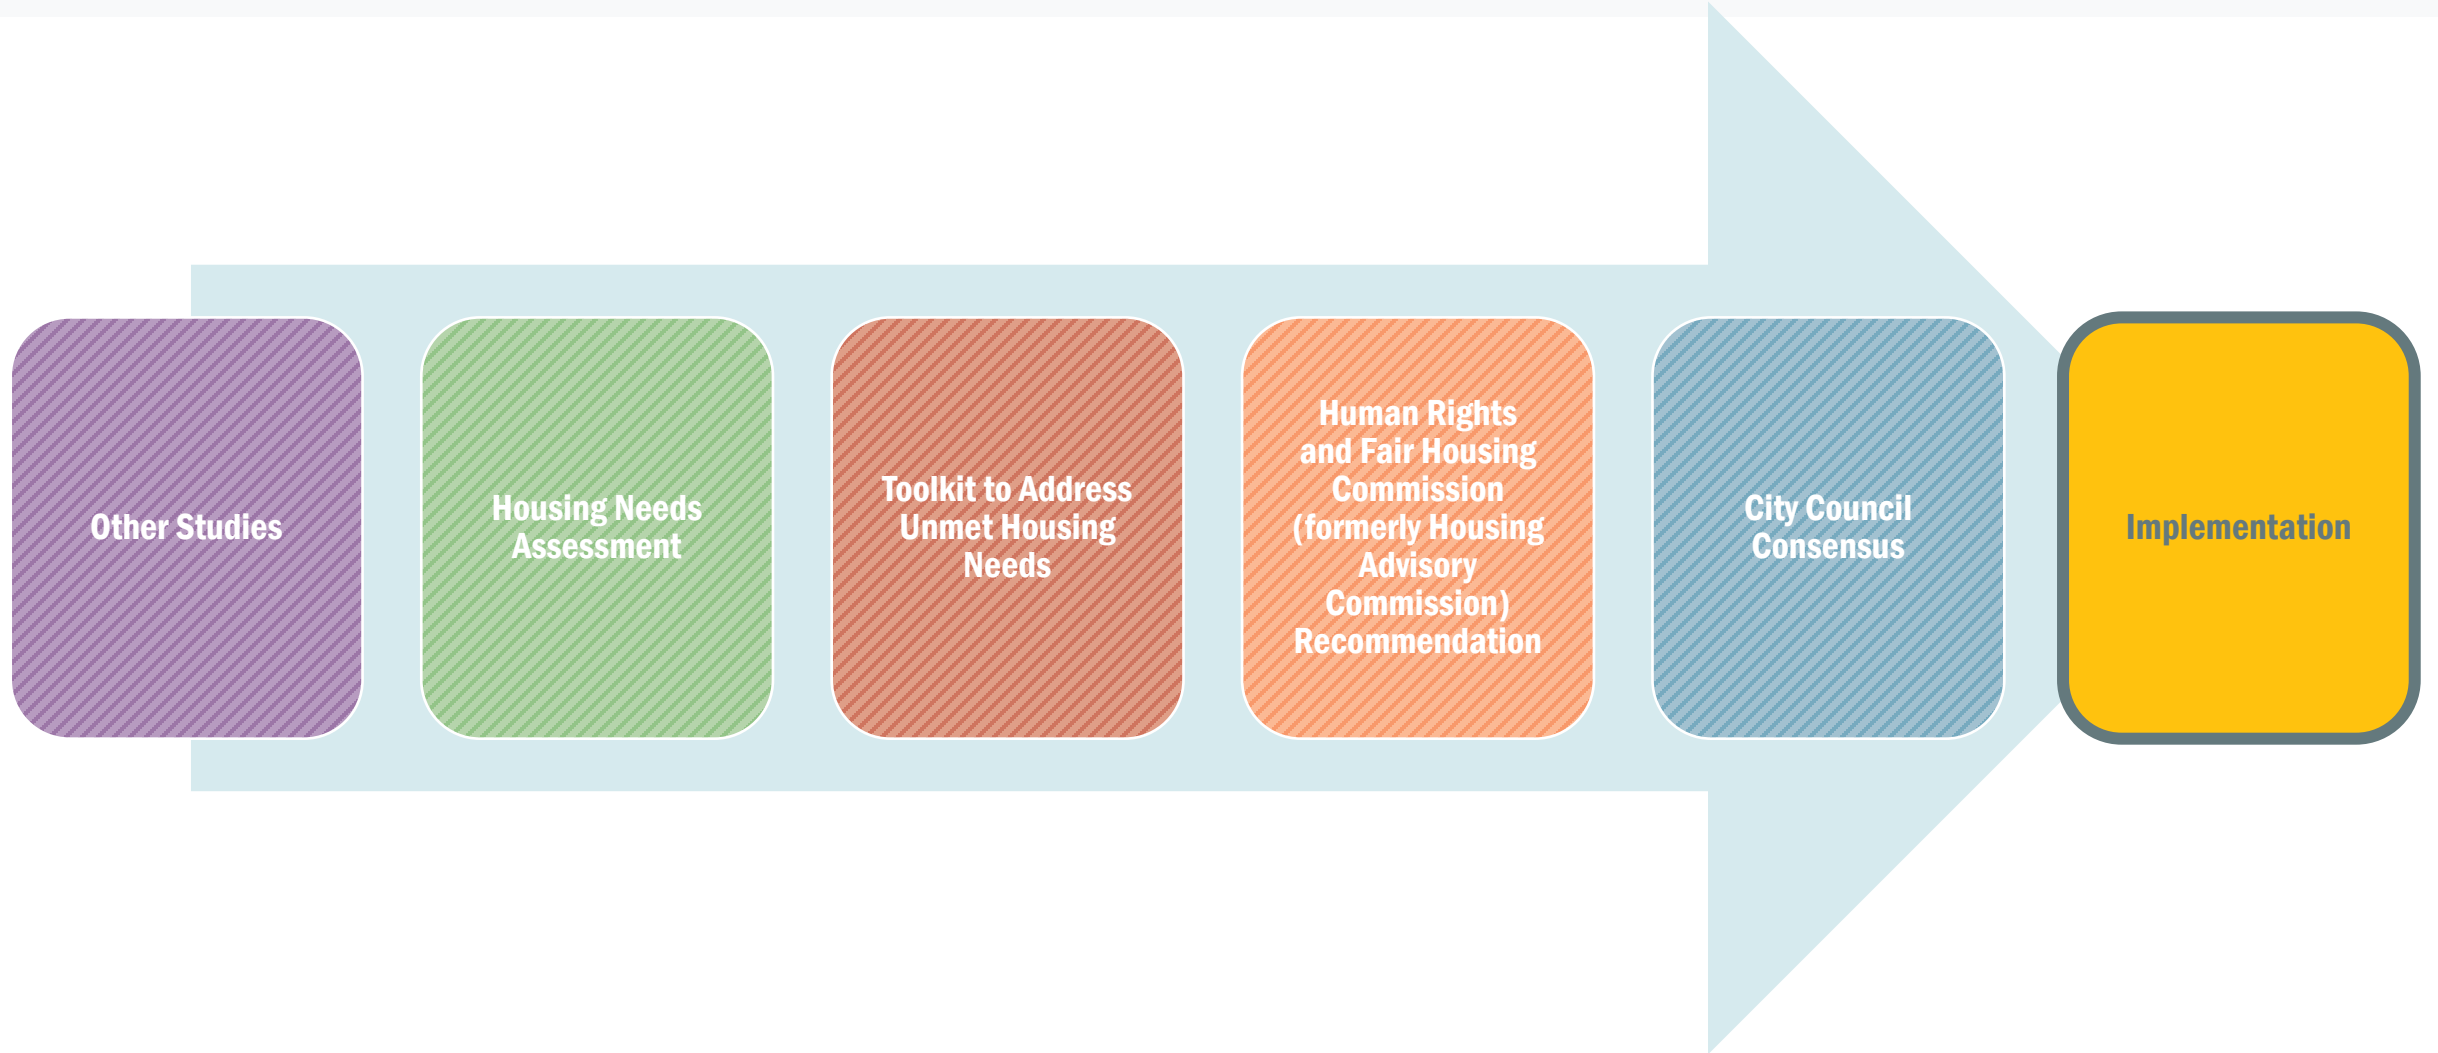 Other Studies
Housing Needs
Assessment
Toolkit to Address
Unmet Housing
Needs
Human Rights
and Fair Housing
Commission
(formerly Housing
Advisory
Commission)
Recommendation
City Council
Consensus
Implementation